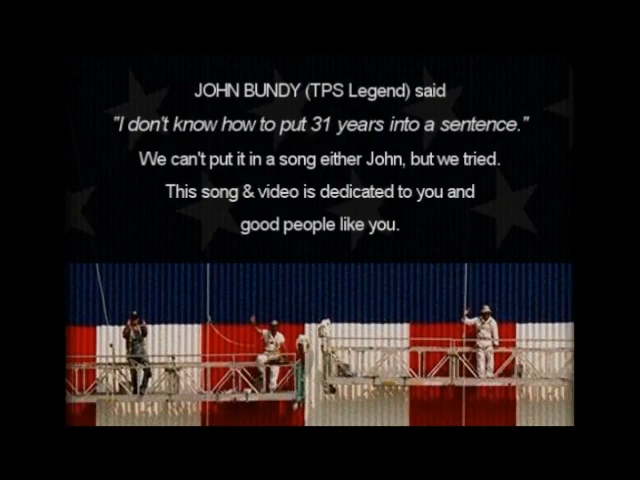 JOHN BUNDY (TPS Legend) said
"I don't know how to put 31 years into a sentence."
We can't put it in a song either John, but we tried.
This song & video is dedicated to you and
good people like you.